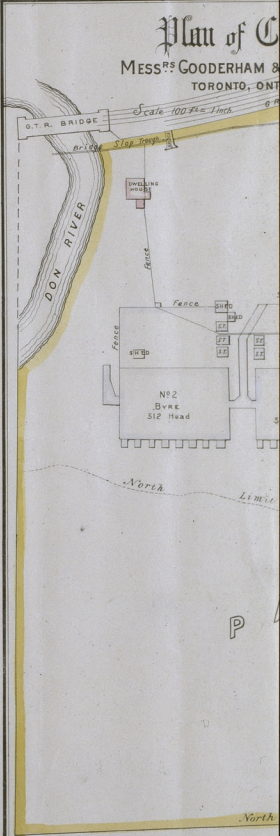 Plan of
MESSRS GOODERHAM &
TORONTO, ONT
Scale 100 Ft = 1 Inch.
G.T.R. BRIDGE
Bridge
Slop Trough
DWELLING
HOUSE
DON RIVER
Fence
Fence
SHED
SHED
S.T.
Fence
S.T.
S.T.
SHED
S.T.
S.T.
No 2
BYRE
512 Head
North
Limit
P
North